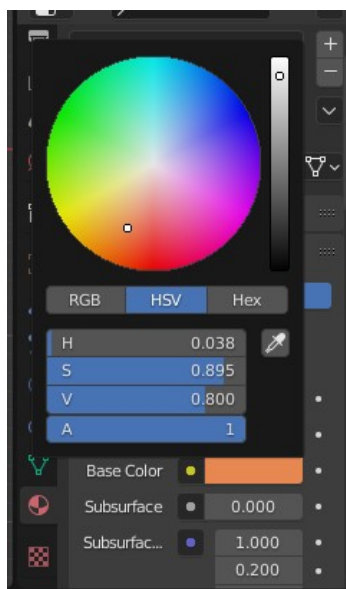 RGB HSV Hex
H 0.038
S 0.895
V 0.800
A 1
Base Color
Subsurface 0.000
Subsurfac... 1.000
0.200